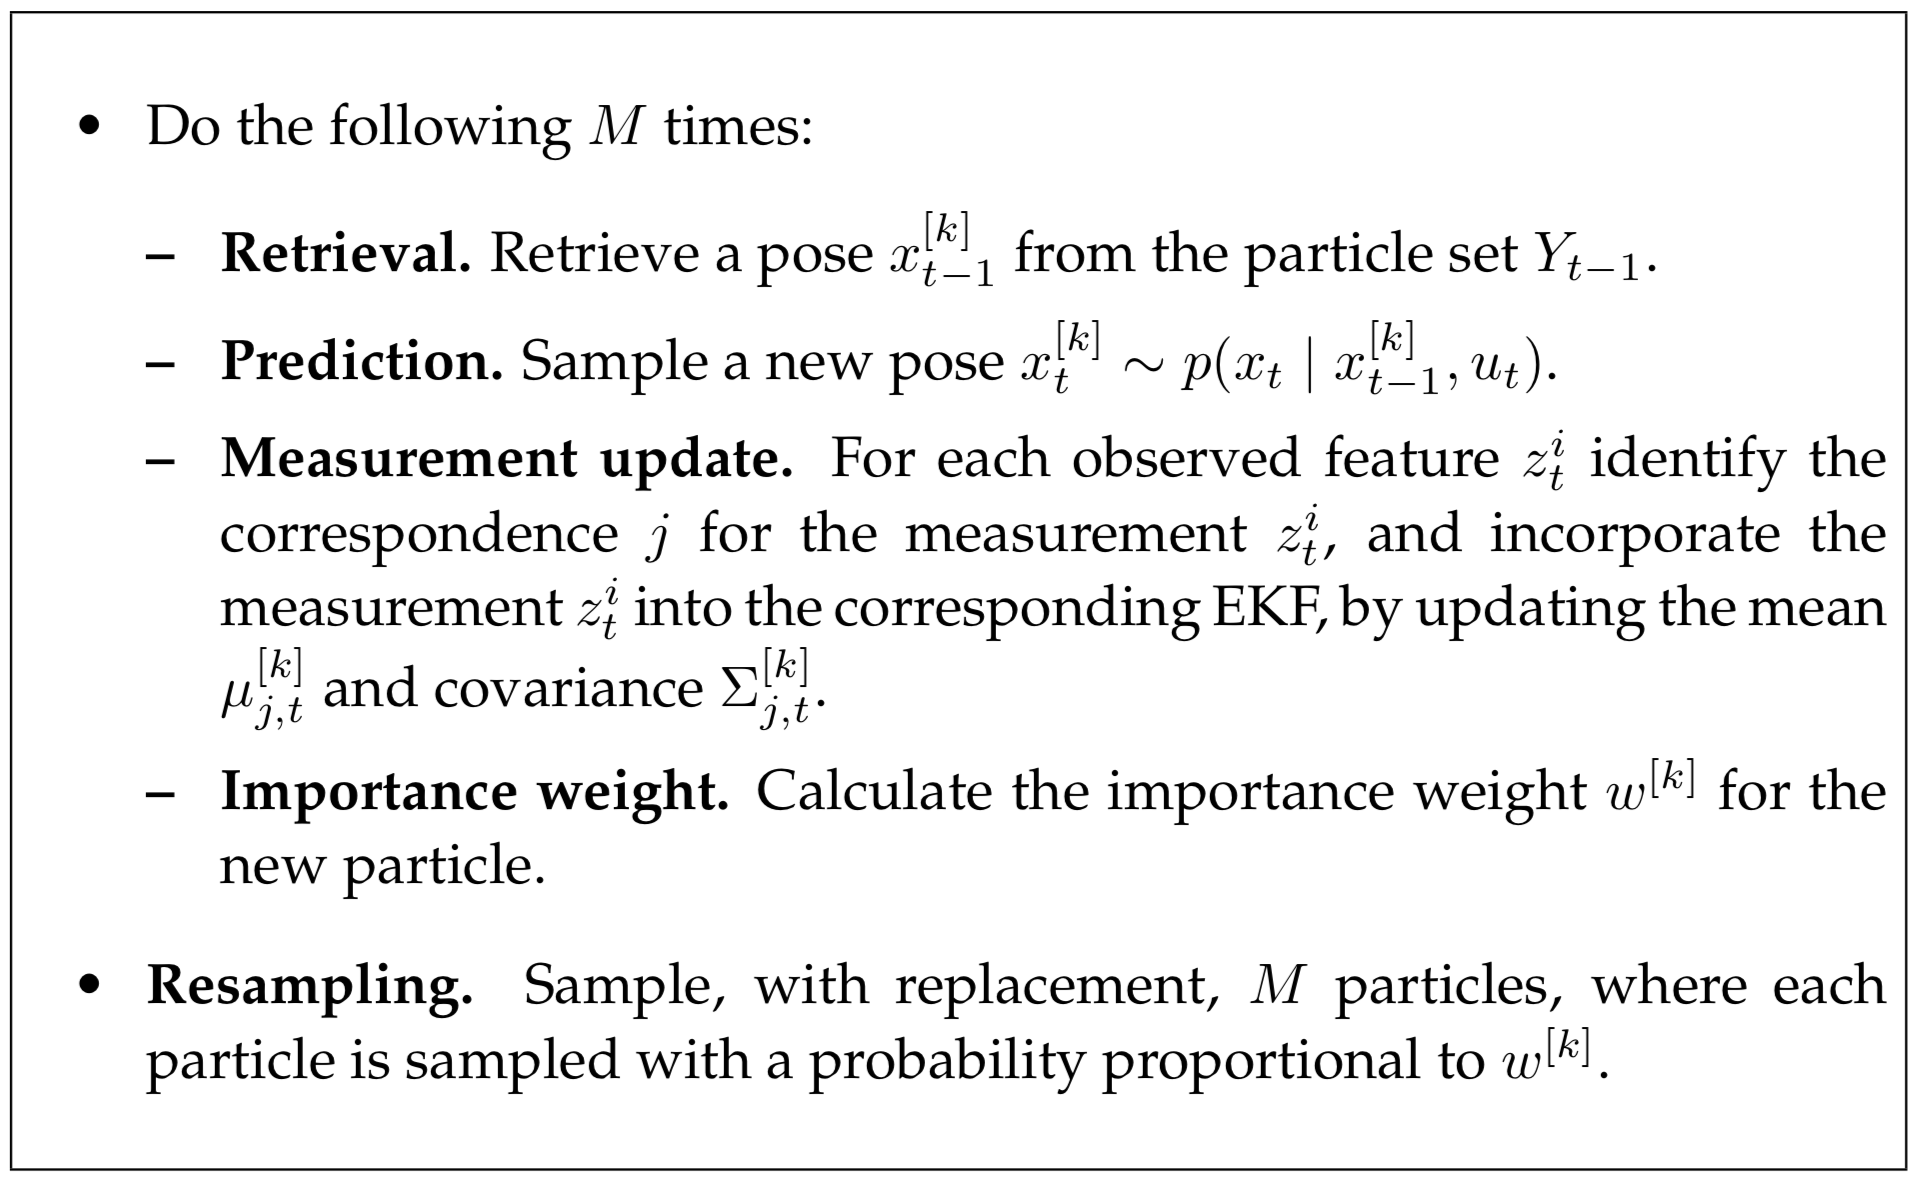 • Do the following M times:
– Retrieval. Retrieve a pose x_{t−1}^{[k]} from the particle set Y_{t−1}.
– Prediction. Sample a new pose x_t^{[k]} ∼ p(x_t | x_{t−1}^{[k]}, u_t).
– Measurement update. For each observed feature z_t^i identify the
correspondence j for the measurement z_t^i, and incorporate the
measurement z_t^i into the corresponding EKF, by updating the mean
μ_{j,t}^{[k]} and covariance Σ_{j,t}^{[k]}.
– Importance weight. Calculate the importance weight w^{[k]} for the
new particle.
• Resampling. Sample, with replacement, M particles, where each
particle is sampled with a probability proportional to w^{[k]}.